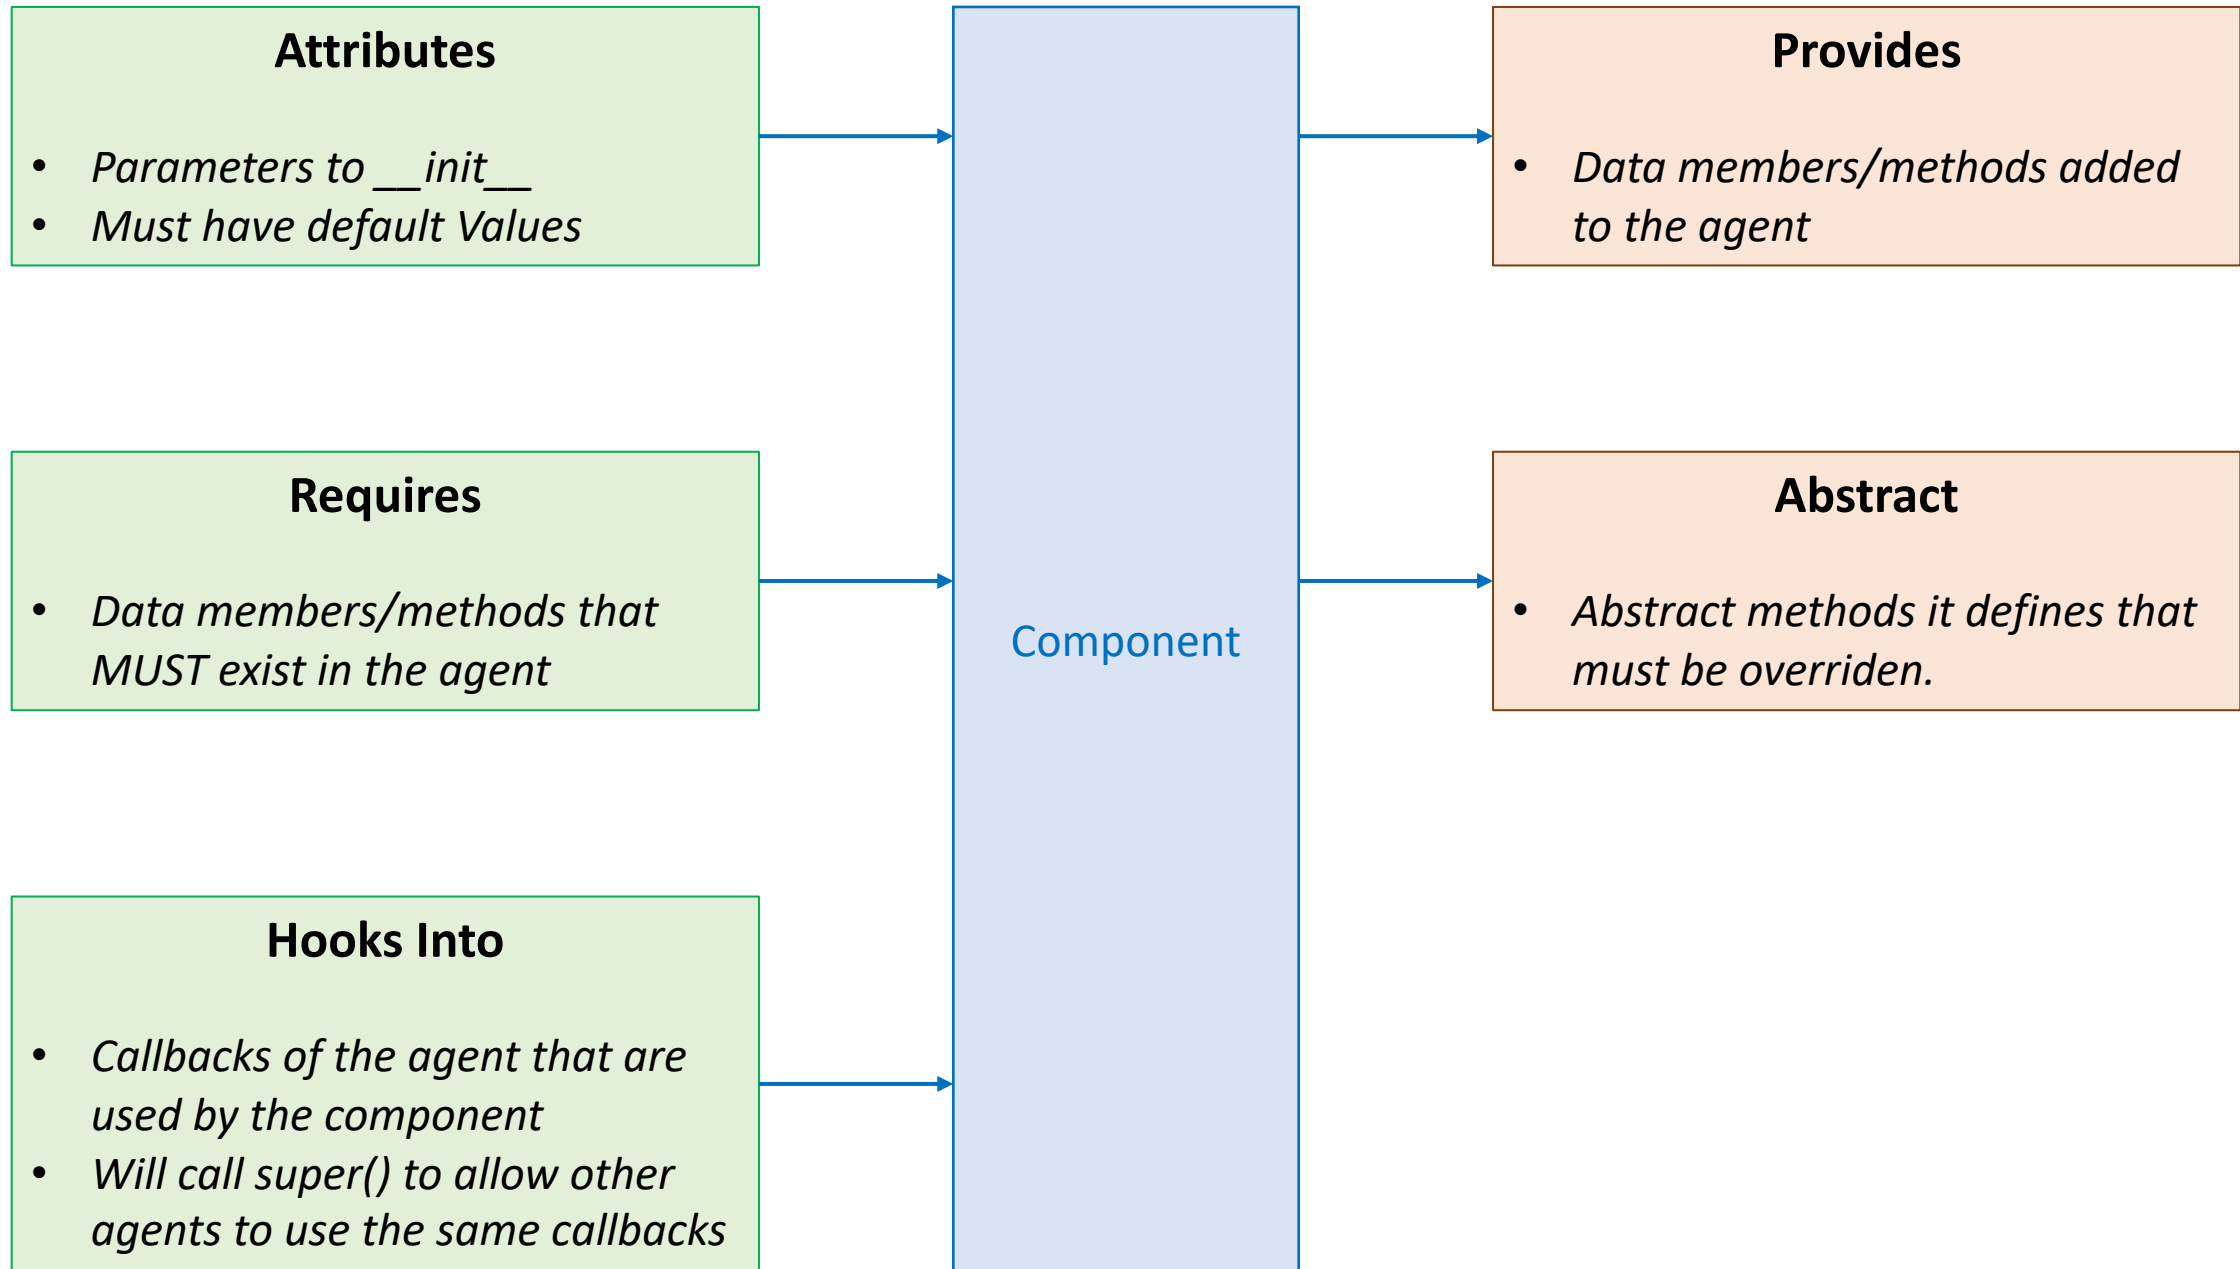 Attributes
• Parameters to __init__
• Must have default Values
Requires
• Data members/methods that
MUST exist in the agent
Hooks Into
• Callbacks of the agent that are
used by the component
• Will call super() to allow other
agents to use the same callbacks
Component
Provides
• Data members/methods added
to the agent
Abstract
• Abstract methods it defines that
must be overriden.